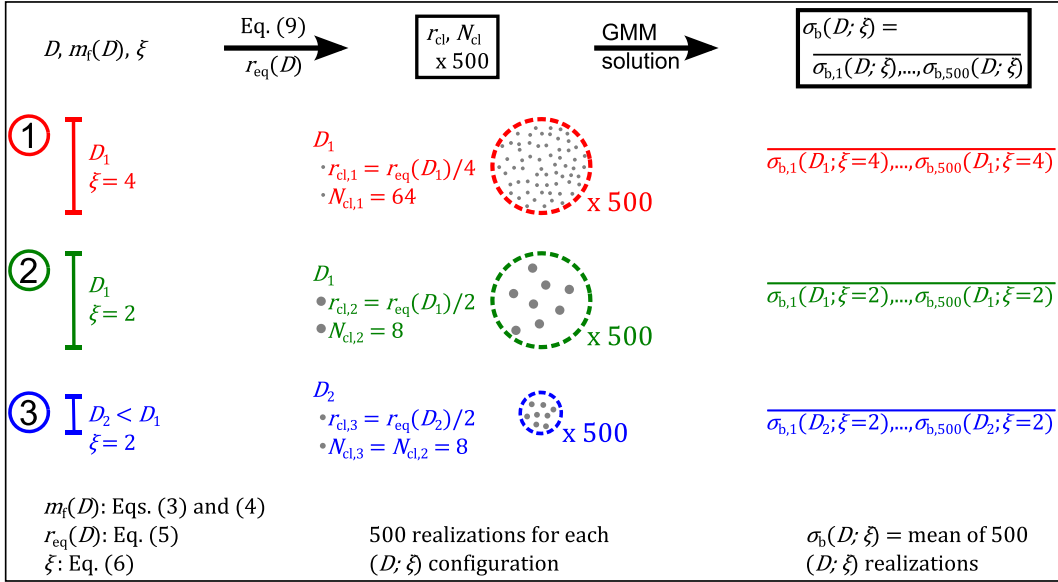 D, m_f(D), ξ
Eq. (9)
r_eq(D)
r_cl, N_cl
x 500
GMM
solution
σ_b(D; ξ) =
σ_b,1(D; ξ),...,σ_b,500(D; ξ)
1
D_1
ξ = 4
D_1
r_cl,1 = r_eq(D_1)/4
N_cl,1 = 64
x 500
σ_b,1(D_1; ξ=4),...,σ_b,500(D_1; ξ=4)
2
D_1
ξ = 2
D_1
r_cl,2 = r_eq(D_1)/2
N_cl,2 = 8
x 500
σ_b,1(D_1; ξ=2),...,σ_b,500(D_1; ξ=2)
3
D_2 < D_1
ξ = 2
D_2
r_cl,3 = r_eq(D_2)/2
N_cl,3 = N_cl,2 = 8
x 500
σ_b,1(D_2; ξ=2),...,σ_b,500(D_2; ξ=2)
m_f(D): Eqs. (3) and (4)
r_eq(D): Eq. (5)
ξ: Eq. (6)
500 realizations for each
(D; ξ) configuration
σ_b(D; ξ) = mean of 500
(D; ξ) realizations